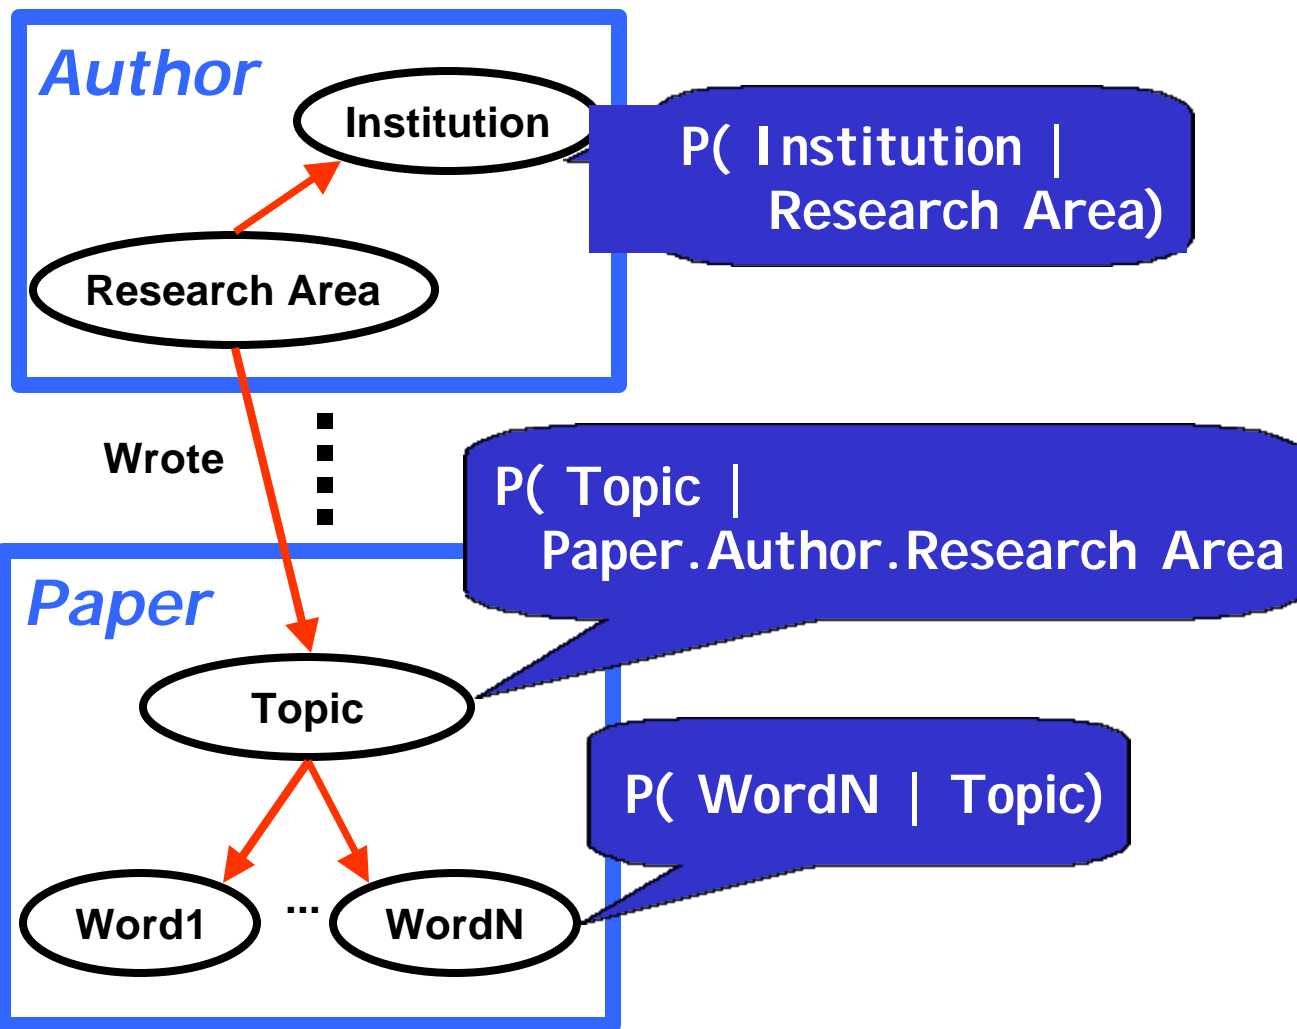 Author
Institution
P( Institution |
Research Area)
Research Area
Wrote
P( Topic |
Paper.Author.Research Area
Paper
Topic
P( WordN | Topic)
Word1
...
WordN